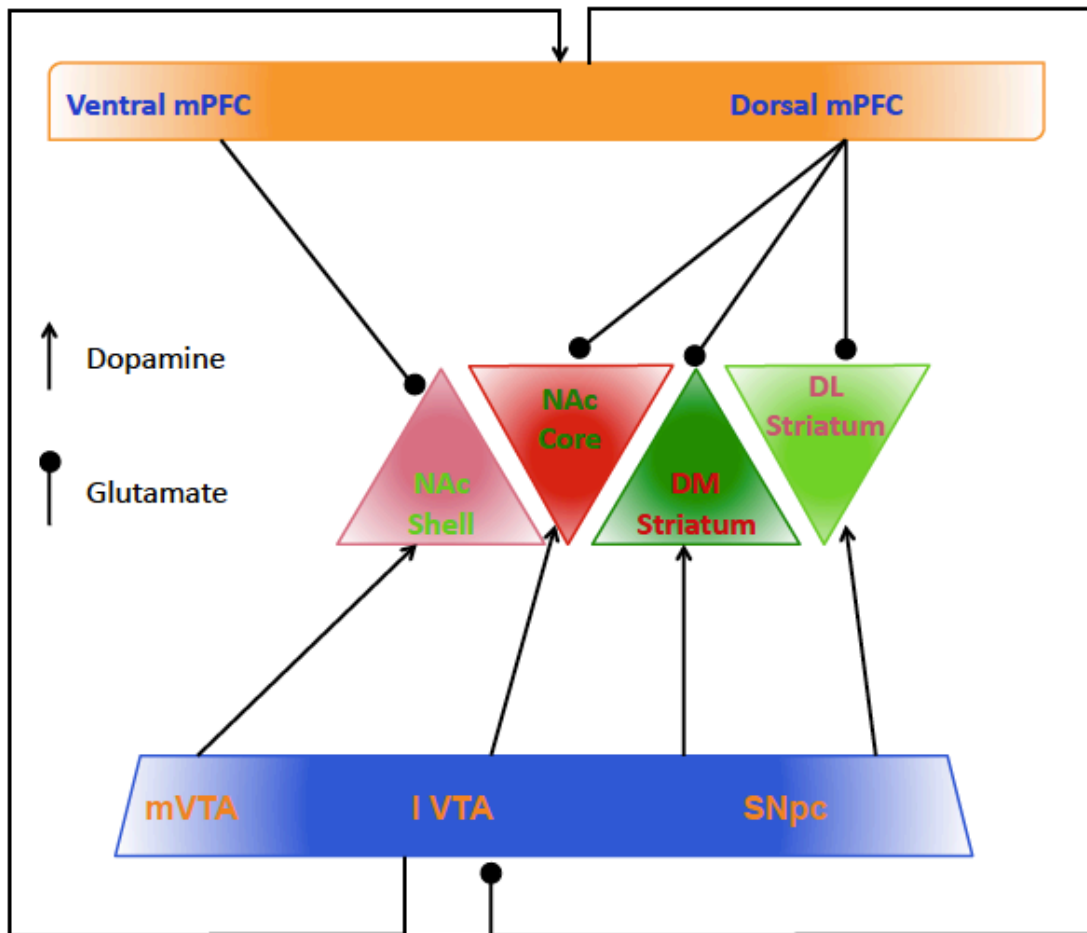 Ventral mPFC
Dorsal mPFC
Dopamine
Glutamate
NAc
Shell
NAc
Core
DM
Striatum
DL
Striatum
mVTA
l VTA
SNpc